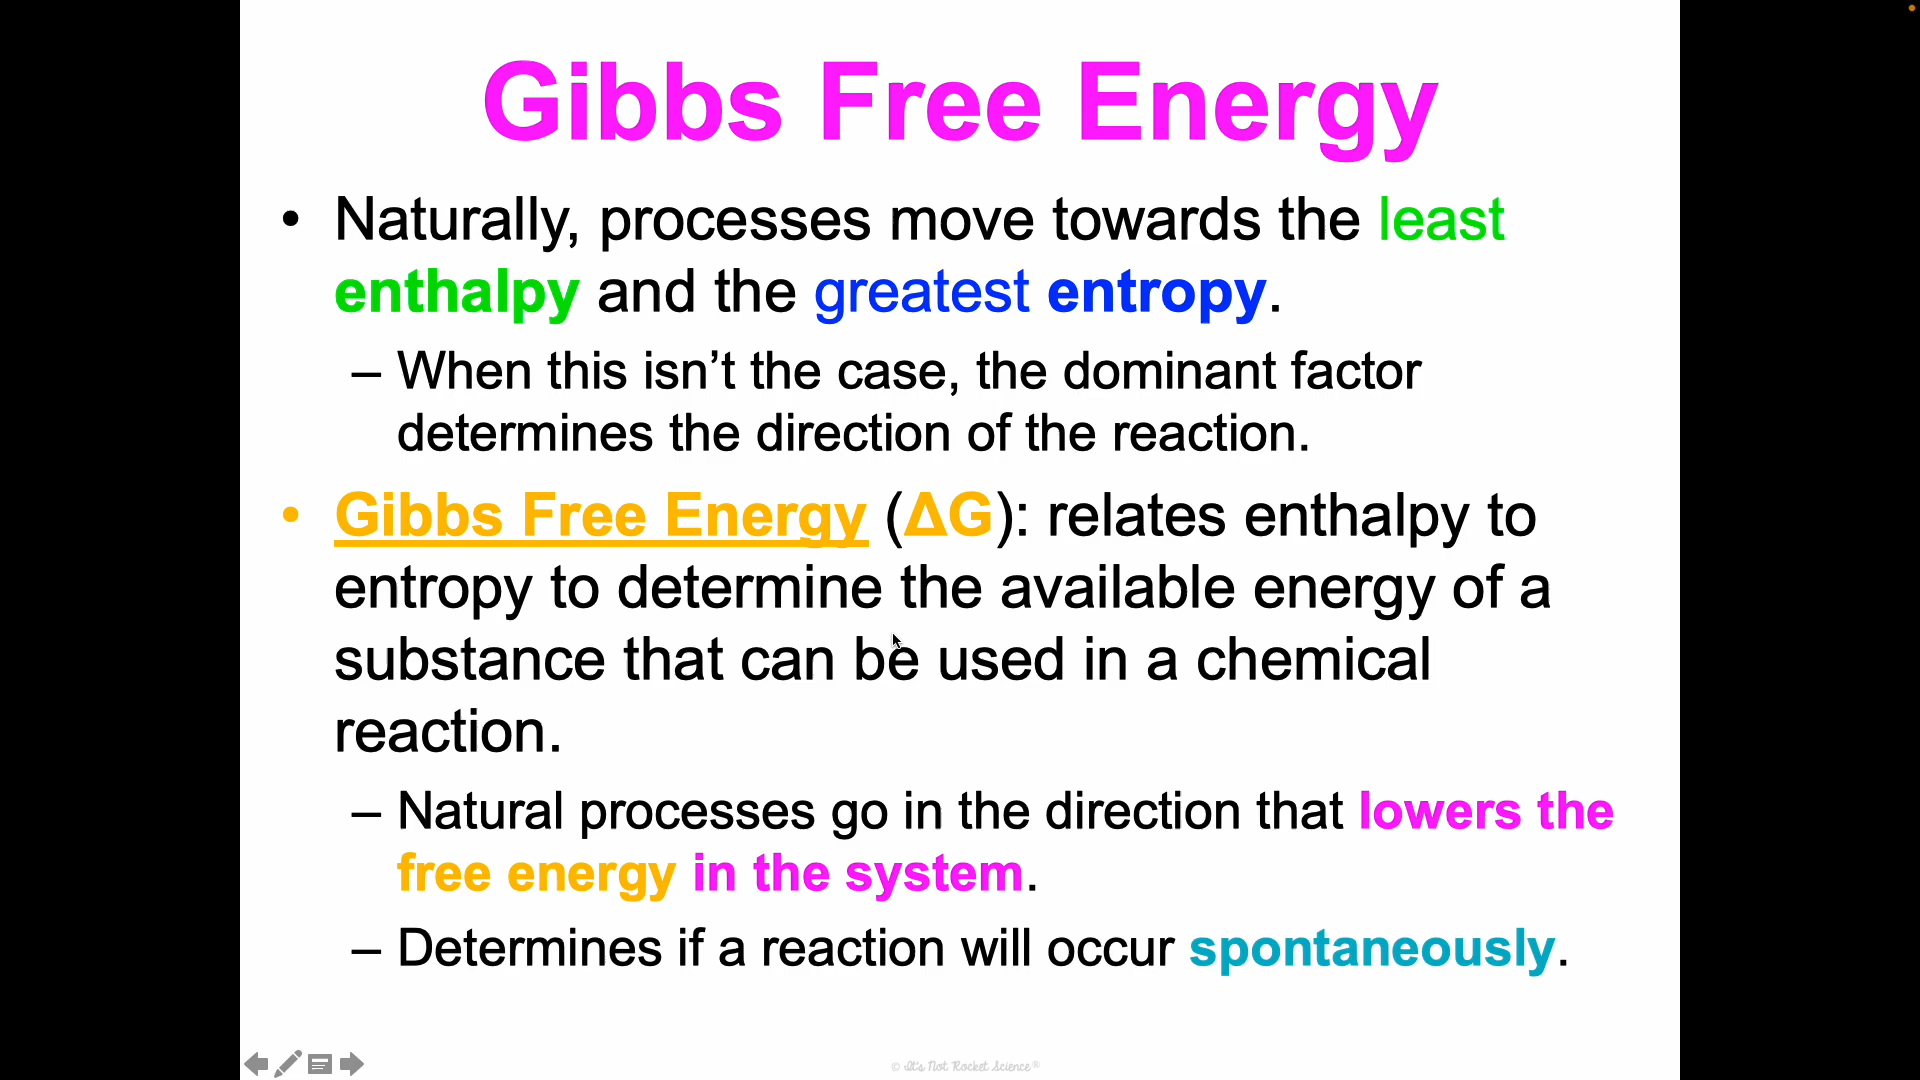 Gibbs Free Energy
• Naturally, processes move towards the least
enthalpy and the greatest entropy.
– When this isn’t the case, the dominant factor
determines the direction of the reaction.
• Gibbs Free Energy (ΔG): relates enthalpy to
entropy to determine the available energy of a
substance that can be used in a chemical
reaction.
– Natural processes go in the direction that lowers the
free energy in the system.
– Determines if a reaction will occur spontaneously.
© It's Not Rocket Science®